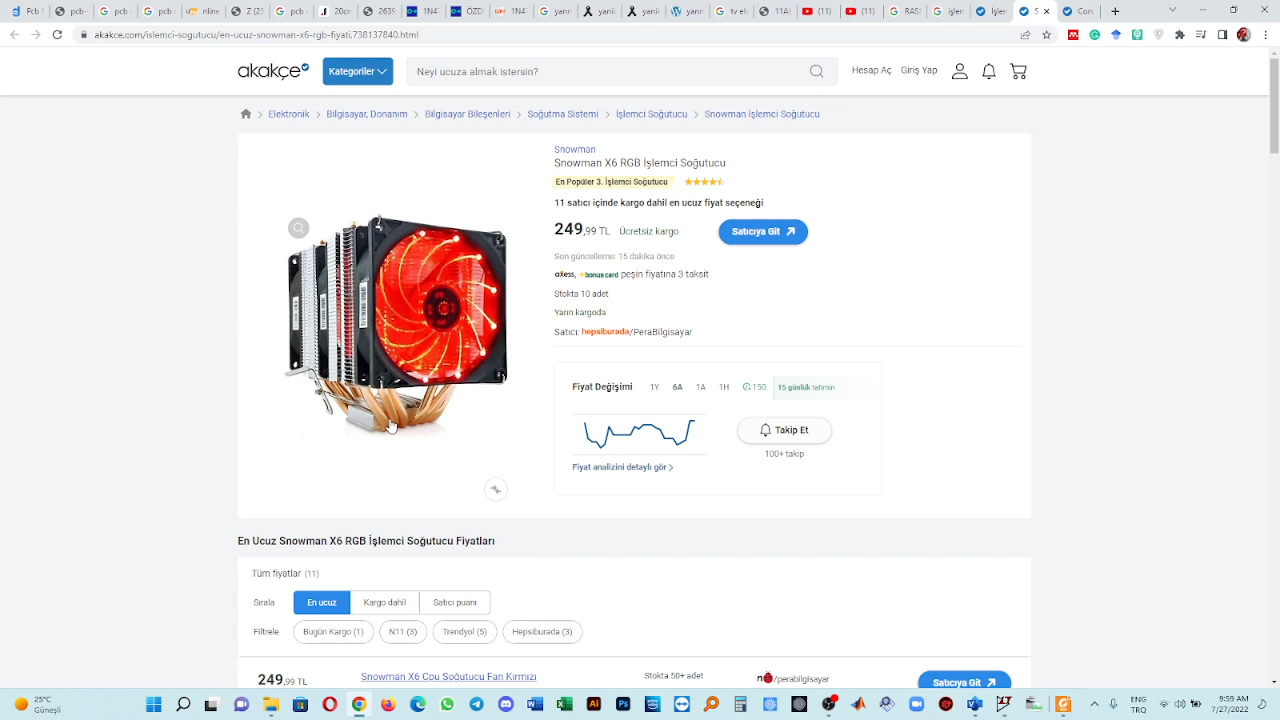 akakce.com/islemci-sogutucu/en-ucuz-snowman-x6-rgb-fiyati,738137840.html
akakçe
Kategoriler
Neyi ucuza almak istersin?
Hesap Aç
Giriş Yap
Elektronik > Bilgisayar, Donanım > Bilgisayar Bileşenleri > Soğutma Sistemi > İşlemci Soğutucu > Snowman İşlemci Soğutucu
Snowman
Snowman X6 RGB İşlemci Soğutucu
En Popüler 3. İşlemci Soğutucu
11 satıcı içinde kargo dahil en ucuz fiyat seçeneği
249,99 TL Ücretsiz kargo
Satıcıya Git
Son güncelleme: 15 dakika önce
axess, bonus card peşin fiyatına 3 taksit
Stokta 10 adet
Yarın kargoda
Satıcı: hepsiburada/PeraBilgisayar
Fiyat Değişimi 1Y 6A 1A 1H 15G 15 günlük tahmin
Takip Et
100+ takip
Fiyat analizini detaylı gör >
En Ucuz Snowman X6 RGB İşlemci Soğutucu Fiyatları
Tüm fiyatlar (11)
Sırala En ucuz Kargo dahil Satıcı puanı
Filtrele Bugün Kargo (1) N11 (3) Trendyol (5) Hepsiburada (3)
249,99 TL
Snowman X6 Cpu Soğutucu Fan Kırmızı
Stokta 50+ adet
n11/perabilgisayar
Satıcıya Git
25°C
Güneşli
ENG
TRQ
9:59 AM
7/27/2022